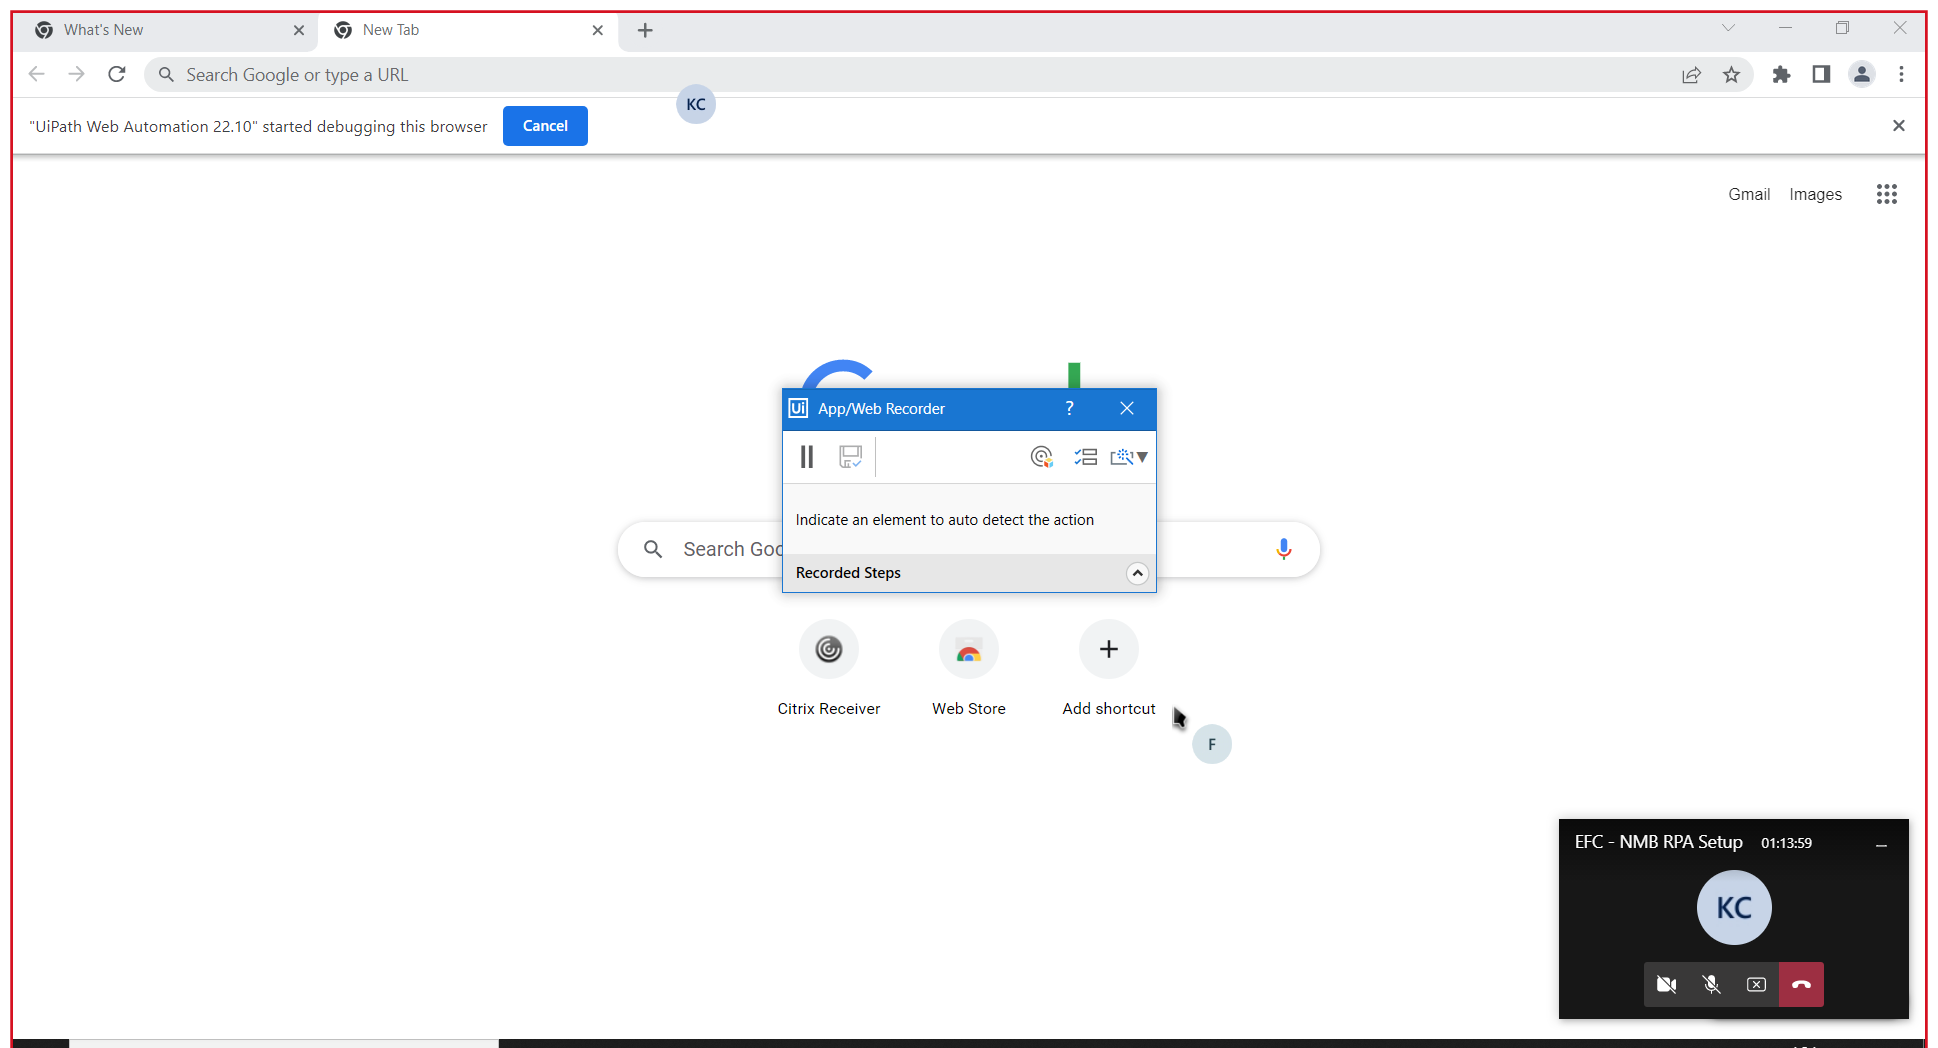 What's New
New Tab
Search Google or type a URL
KC
"UiPath Web Automation 22.10" started debugging this browser
Cancel
Gmail
Images
Ui
App/Web Recorder
?
Indicate an element to auto detect the action
Search Goo
Recorded Steps
Citrix Receiver
Web Store
Add shortcut
F
EFC - NMB RPA Setup
01:13:59
KC